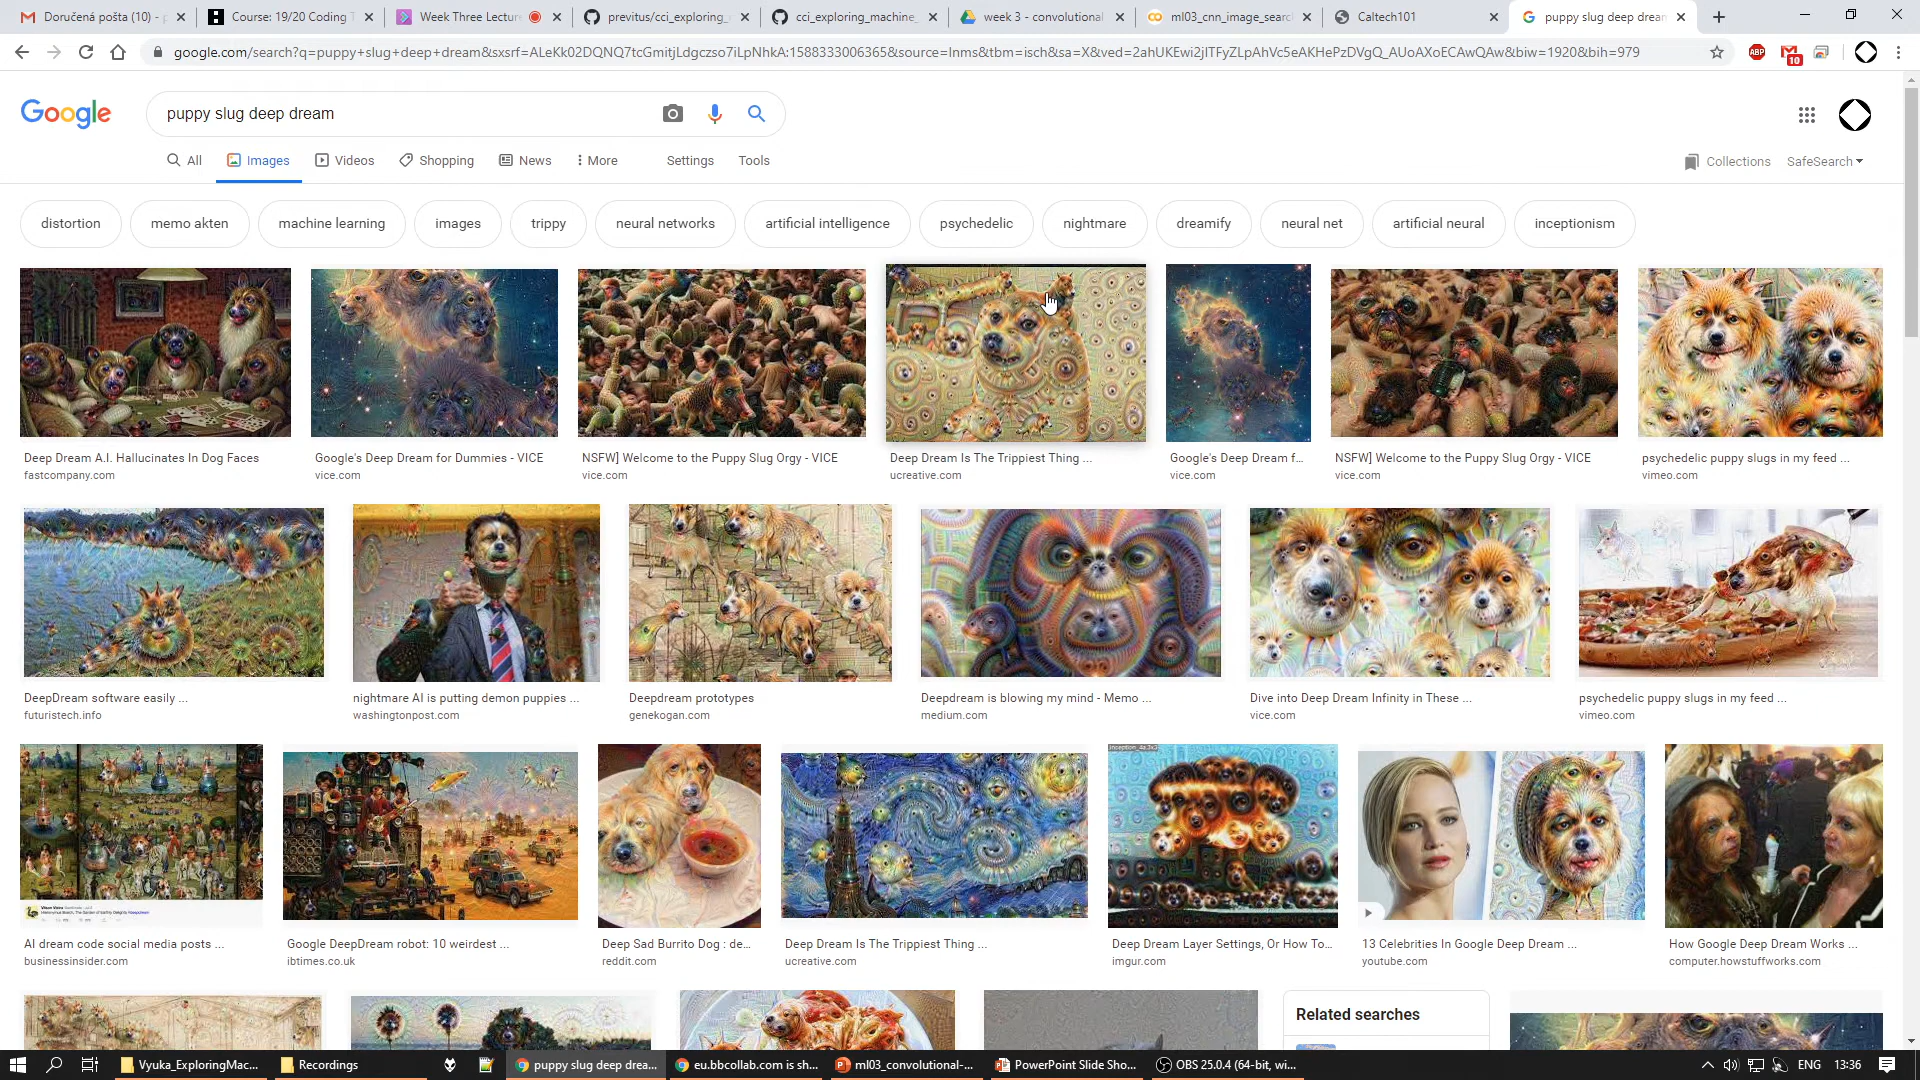 Doručená pošta (10) - p
Course: 19/20 Coding T
Week Three Lectur
previtus/cci_exploring_
cci_exploring_machine_
week 3 - convolutional
ml03_cnn_image_searc
Caltech101
puppy slug deep dream
google.com/search?q=puppy+slug+deep+dream&sxsrf=ALeKk02DQNQ7tcGmitjLdgczso7iLpNhkA:1588333006365&source=lnms&tbm=isch&sa=X&ved=2ahUKEwi2jITFyZLpAhVc5eAKHePzDVgQ_AUoAXoECAwQAw&biw=1920&bih=979
ABP
10
Google
puppy slug deep dream
All
Images
Videos
Shopping
News
More
Settings
Tools
Collections
SafeSearch
distortion
memo akten
machine learning
images
trippy
neural networks
artificial intelligence
psychedelic
nightmare
dreamify
neural net
artificial neural
inceptionism
Deep Dream A.I. Hallucinates In Dog Faces
fastcompany.com
Google's Deep Dream for Dummies - VICE
vice.com
NSFW] Welcome to the Puppy Slug Orgy - VICE
vice.com
Deep Dream Is The Trippiest Thing ...
ucreative.com
Google's Deep Dream f...
vice.com
NSFW] Welcome to the Puppy Slug Orgy - VICE
vice.com
psychedelic puppy slugs in my feed ...
vimeo.com
DeepDream software easily ...
futuristech.info
nightmare AI is putting demon puppies ...
washingtonpost.com
Deepdream prototypes
genekogan.com
Deepdream is blowing my mind - Memo ...
medium.com
Dive into Deep Dream Infinity in These ...
vice.com
psychedelic puppy slugs in my feed ...
vimeo.com
AI dream code social media posts ...
businessinsider.com
Google DeepDream robot: 10 weirdest ...
ibtimes.co.uk
Deep Sad Burrito Dog : de...
reddit.com
Deep Dream Is The Trippiest Thing ...
ucreative.com
Deep Dream Layer Settings, Or How To...
imgur.com
13 Celebrities In Google Deep Dream ...
youtube.com
How Google Deep Dream Works ...
computer.howstuffworks.com
Related searches
Vyuka_ExploringMac...
Recordings
puppy slug deep drea...
eu.bbcollab.com is sh...
ml03_convolutional-...
PowerPoint Slide Sho...
OBS 25.0.4 (64-bit, wi...
ENG
13:36